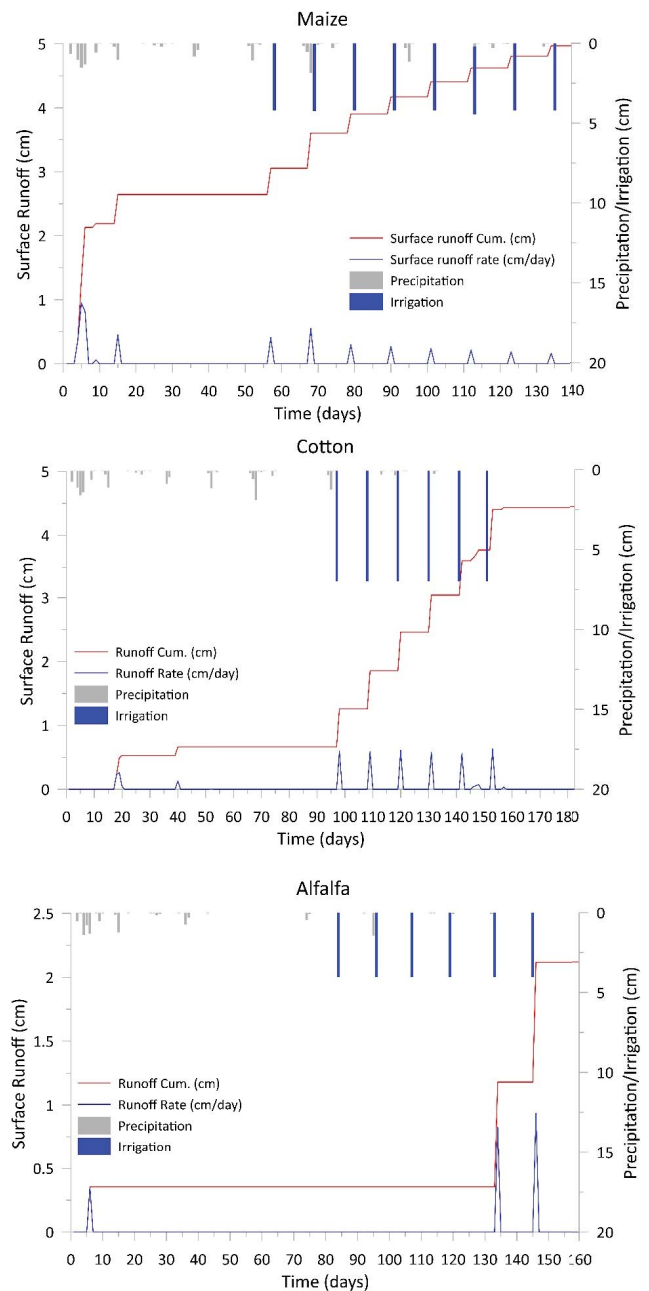 Maize
5
4
3
2
1
0
Surface Runoff (cm)
0
5
10
15
20
Precipitation/Irrigation (cm)
Surface runoff Cum. (cm)
Surface runoff rate (cm/day)
Precipitation
Irrigation
0 10 20 30 40 50 60 70 80 90 100 110 120 130 140
Time (days)
Cotton
5
4
3
2
1
0
Surface Runoff (cm)
0
5
10
15
20
Precipitation/Irrigation (cm)
Runoff Cum. (cm)
Runoff Rate (cm/day)
Precipitation
Irrigation
0 10 20 30 40 50 60 70 80 90 100 110 120 130 140 150 160 170 180
Time (days)
Alfalfa
2.5
2
1.5
1
0.5
0
Surface Runoff (cm)
0
5
10
15
20
Precipitation/Irrigation (cm)
Runoff Cum. (cm)
Runoff Rate (cm/day)
Precipitation
Irrigation
0 10 20 30 40 50 60 70 80 90 100 110 120 130 140 150 160
Time (days)